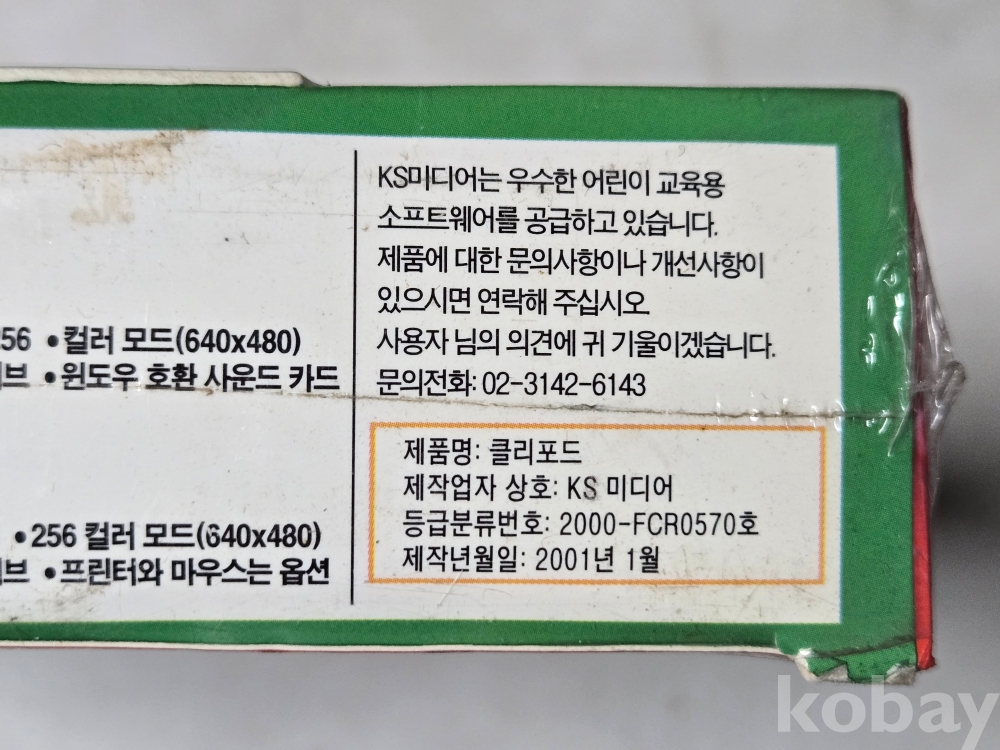 256 • 컬러 모드(640x480)
• 윈도우 호환 사운드 카드
• 256 컬러 모드(640x480)
• 프린터와 마우스는 옵션
KS미디어는 우수한 어린이 교육용
소프트웨어를 공급하고 있습니다.
제품에 대한 문의사항이나 개선사항이
있으시면 연락해 주십시오.
사용자 님의 의견에 귀 기울이겠습니다.
문의전화: 02-3142-6143
제품명: 클리포드
제작업자 상호: KS 미디어
등급분류번호: 2000-FCR0570호
제작년월일: 2001년 1월
kobay